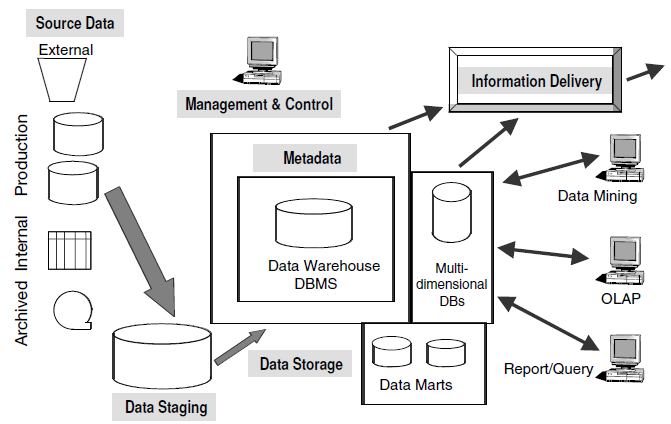 Source Data
External
Production
Internal
Archived
Management & Control
Information Delivery
Metadata
Data Warehouse
DBMS
Multi-
dimensional
DBs
Data Mining
OLAP
Report/Query
Data Storage
Data Marts
Data Staging